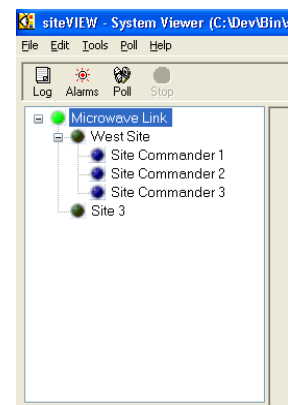 siteVIEW - System Viewer (C:\Dev\Bin\
File Edit Tools Poll Help
Log Alarms Poll Stop
Microwave Link
West Site
Site Commander 1
Site Commander 2
Site Commander 3
Site 3